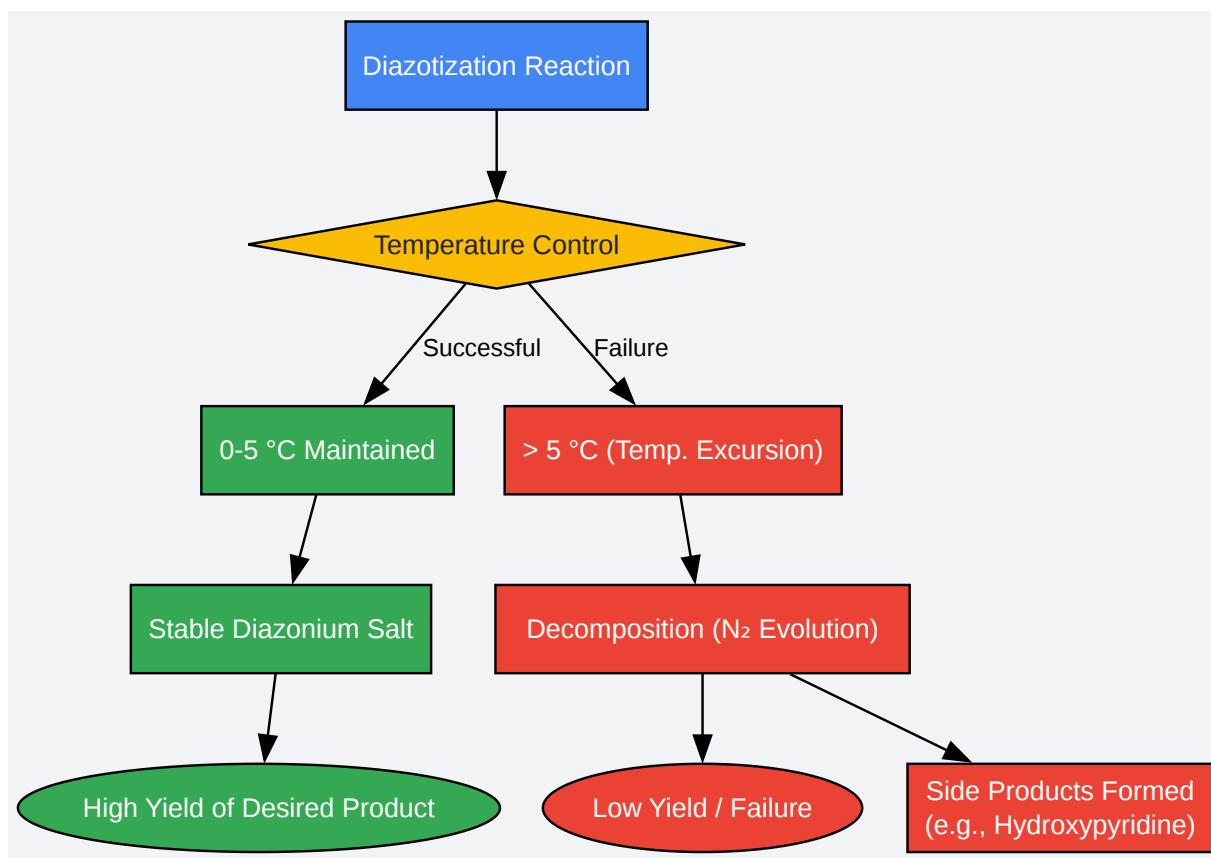 Diazotization Reaction
Temperature Control
Successful
Failure
0-5 °C Maintained
> 5 °C (Temp. Excursion)
Stable Diazonium Salt
Decomposition (N₂ Evolution)
High Yield of Desired Product
Low Yield / Failure
Side Products Formed
(e.g., Hydroxypyridine)